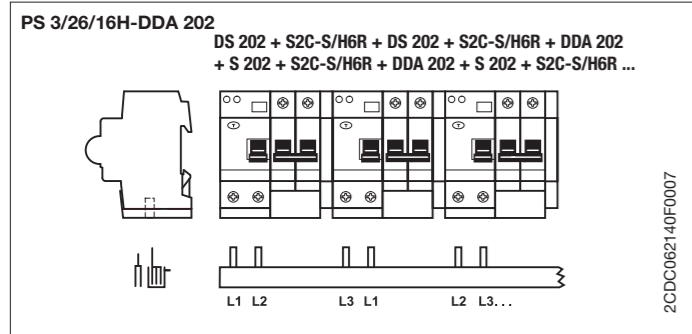 PS 3/26/16H-DDA 202
DS 202 + S2C-S/H6R + DS 202 + S2C-S/H6R + DDA 202
+ S 202 + S2C-S/H6R + DDA 202 + S 202 + S2C-S/H6R ...
T T T
L1 L2 L3 L1 L2 L3...
2CDC062140F0007